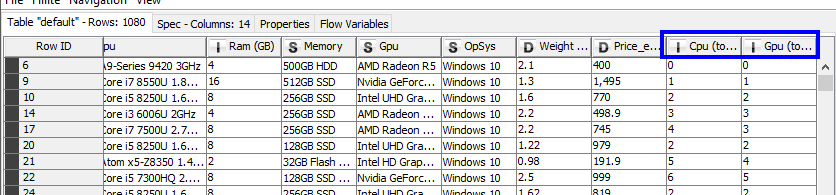 File Hilite Navigation View
Table "default" - Rows: 1080 Spec - Columns: 14 Properties Flow Variables
Row ID pu I Ram (GB) S Memory S Gpu S OpSys D Weight ... D Price_e... I Cpu (to... I Gpu (to...
6 A9-Series 9420 3GHz 4 500GB HDD AMD Radeon R5 Windows 10 2.1 400 0 0
9 Core i7 8550U 1.8... 16 512GB SSD Nvidia GeForc... Windows 10 1.3 1,495 1 1
10 Core i5 8250U 1.6... 8 256GB SSD Intel UHD Gra... Windows 10 1.6 770 2 2
14 Core i3 6006U 2GHz 4 256GB SSD AMD Radeon ... Windows 10 2.2 498.9 3 3
17 Core i7 7500U 2.7... 8 256GB SSD AMD Radeon ... Windows 10 2.2 745 4 3
20 Core i5 8250U 1.6... 8 128GB SSD Intel UHD Gra... Windows 10 1.22 979 2 2
21 Atom x5-Z8350 1.4... 2 32GB Flash ... Intel HD Grap... Windows 10 0.98 191.9 5 4
22 Core i5 7300HQ 2... 8 128GB SSD Nvidia GeForc... Windows 10 2.5 999 6 5
28 Core i5 8250U 1.6... 8 256GB SSD Intel UHD Gra... Windows 10 1.62 819 2 2